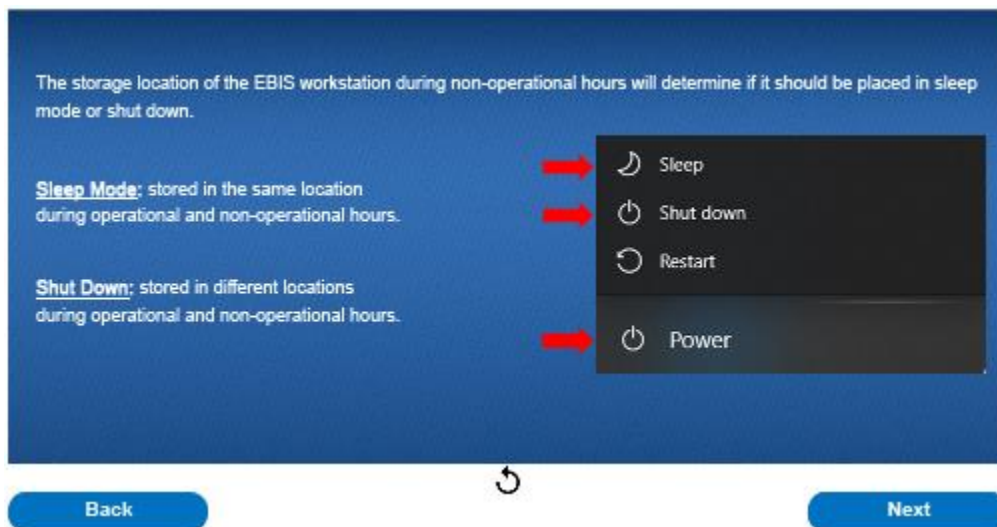 The storage location of the EBIS workstation during non-operational hours will determine if it should be placed in sleep
mode or shut down.
Sleep Mode: stored in the same location
during operational and non-operational hours.
Shut Down: stored in different locations
during operational and non-operational hours.
Sleep
Shut down
Restart
Power
Back
Next